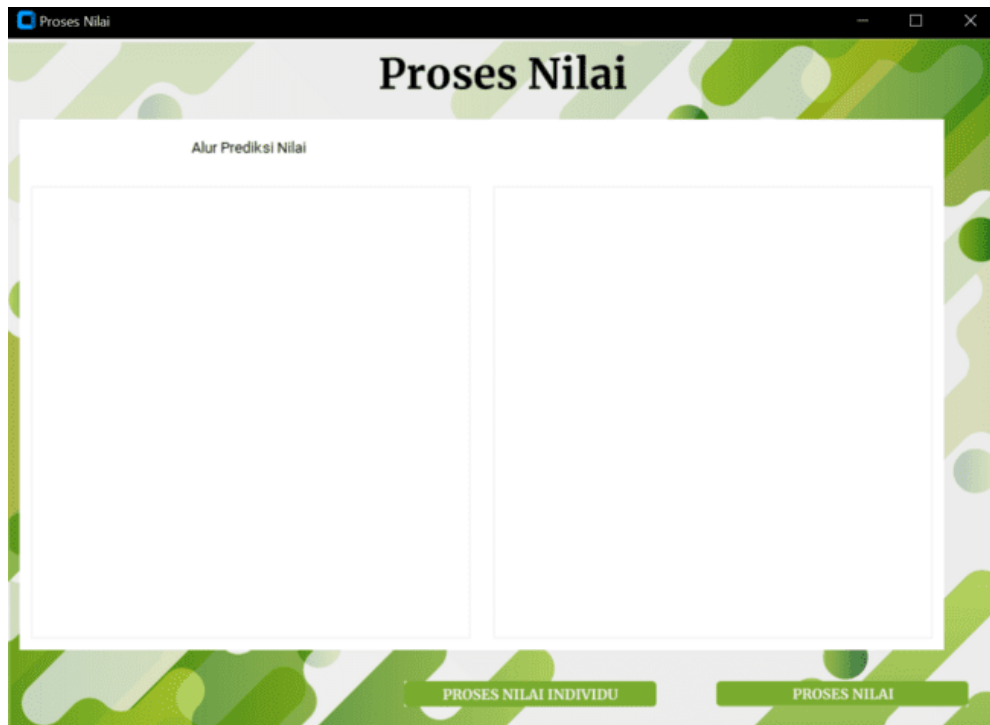 Proses Nilai
Proses Nilai
Alur Prediksi Nilai
PROSES NILAI INDIVIDU
PROSES NILAI